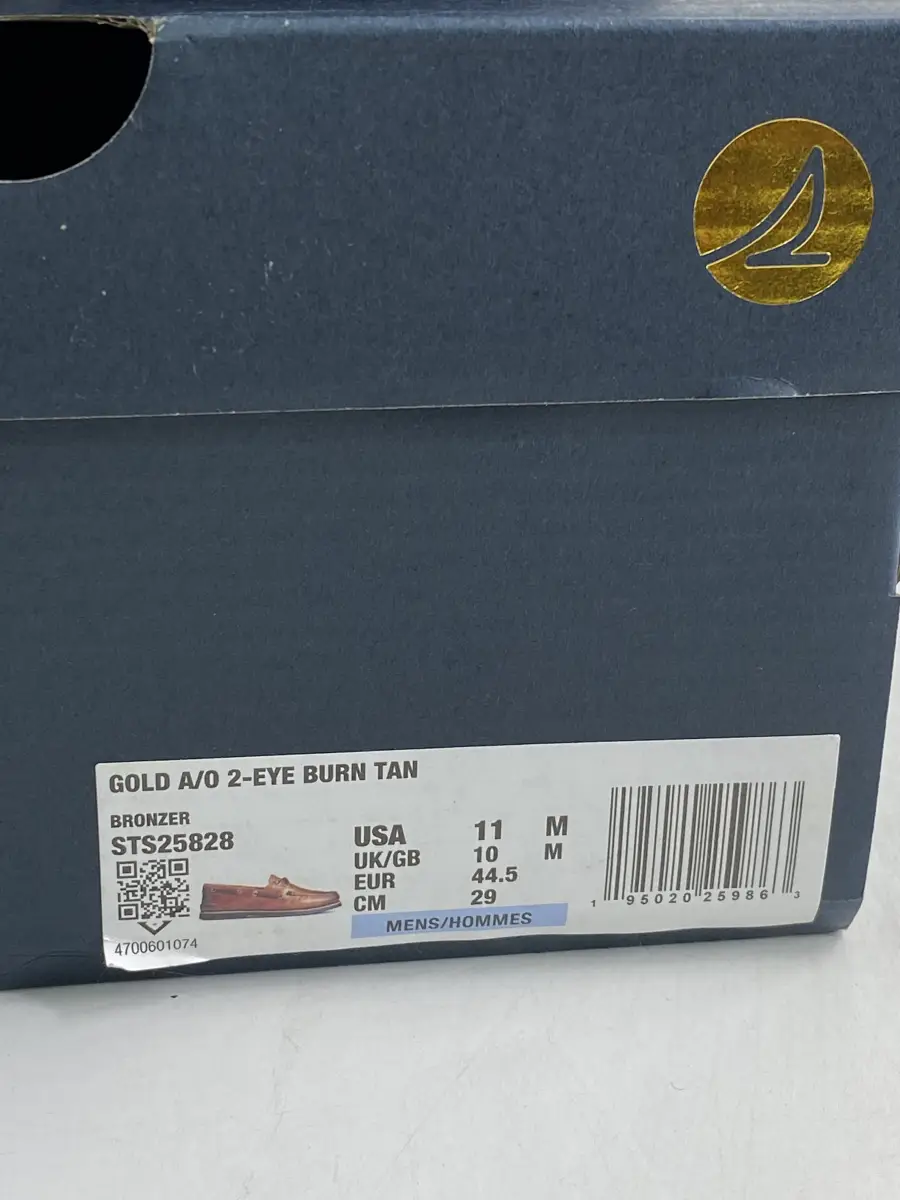 GOLD A/O 2-EYE BURN TAN
BRONZER
STS25828
USA 11 M
UK/GB 10 M
EUR 44.5
CM 29
MENS/HOMMES
4700601074
1 95020 25986 3